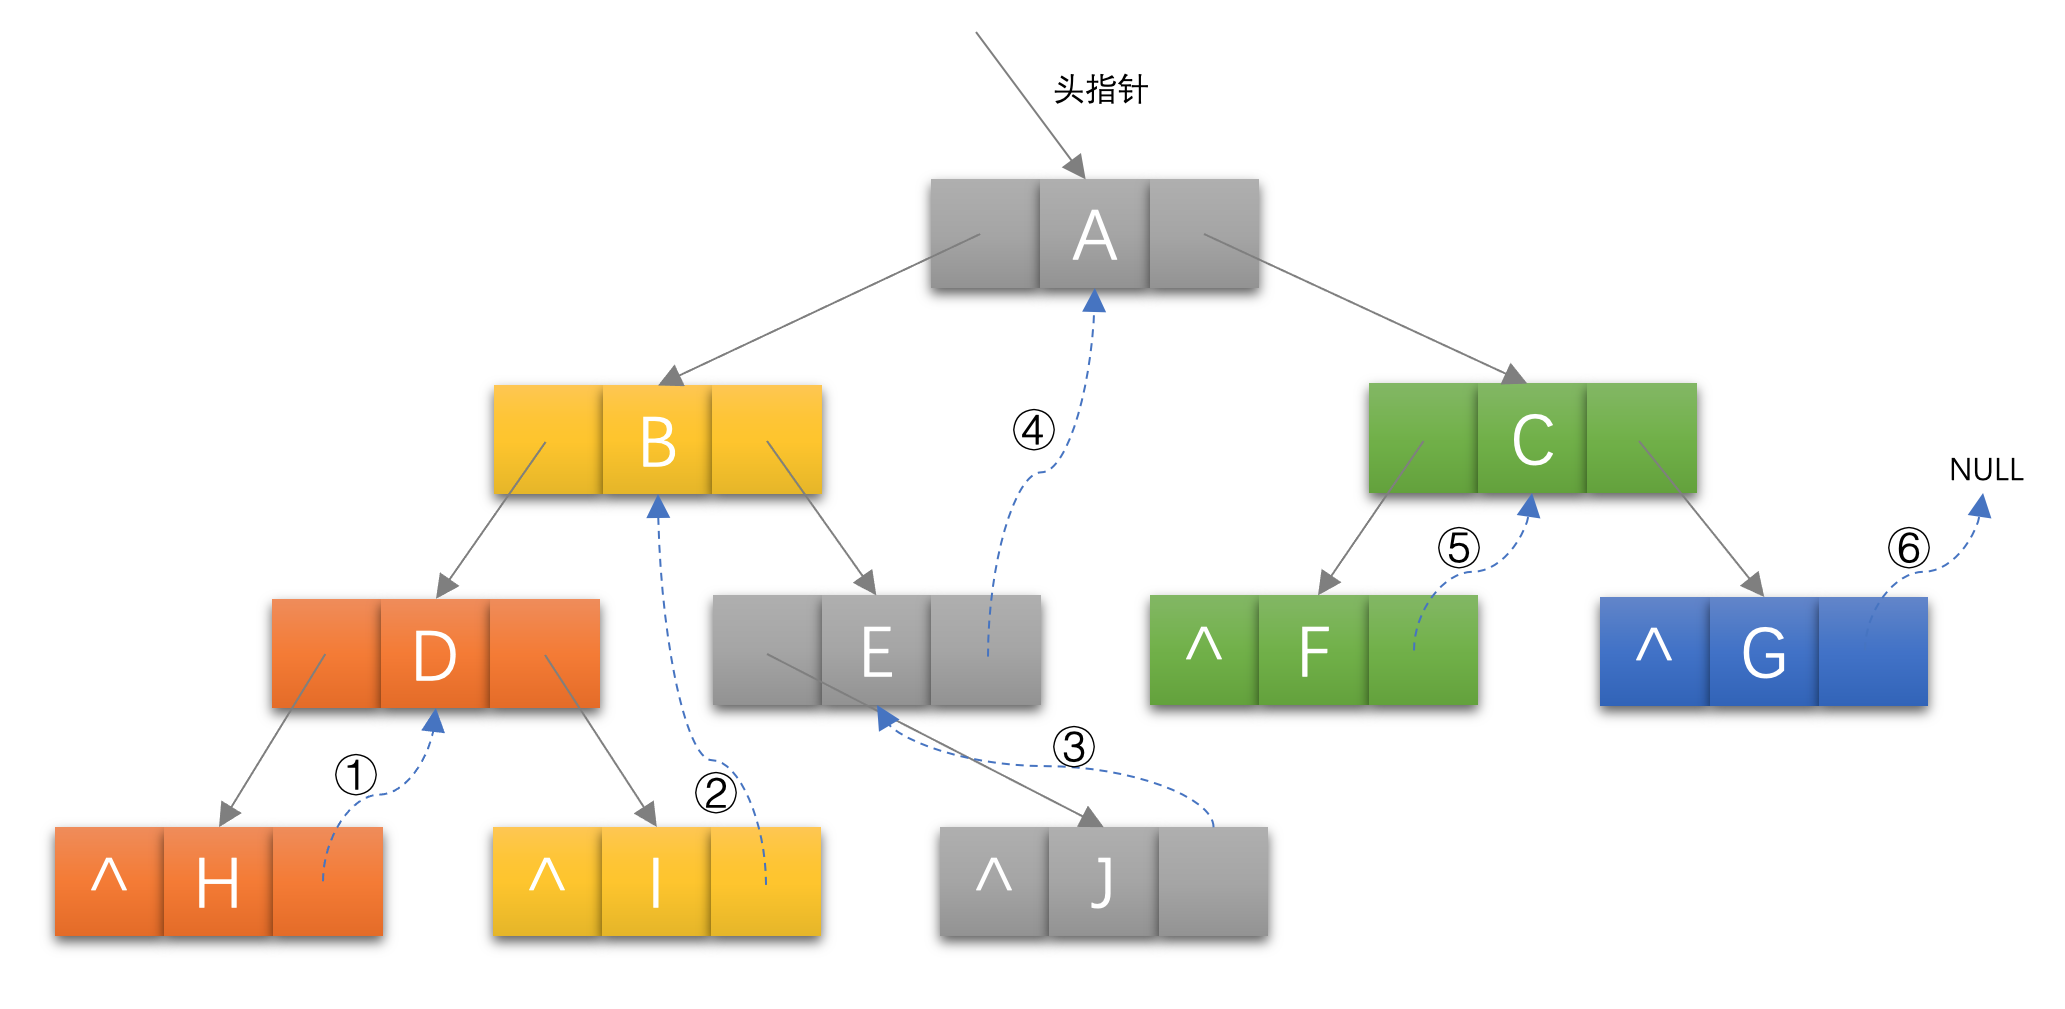 头指针
A
B
C
④
NULL
⑤
⑥
D
E
^ F
^ G
③
①
②
^ H
^ I
^ J